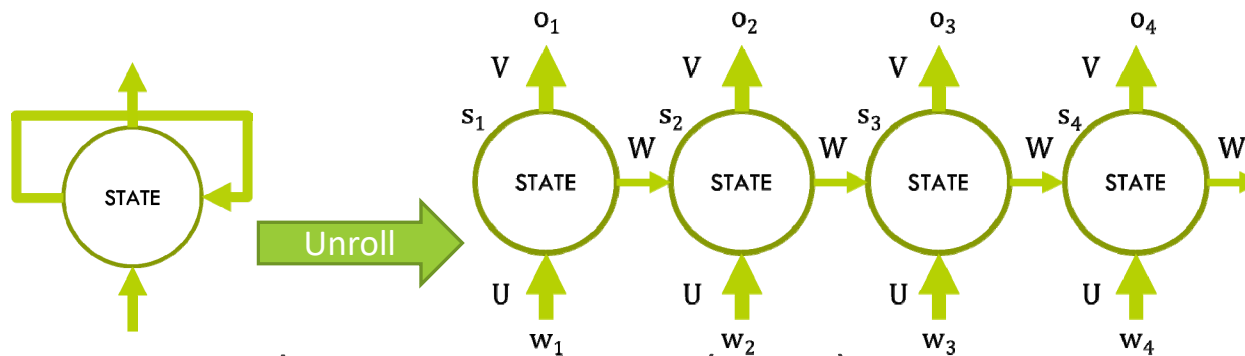 o₁ o₂ o₃ o₄
V V V V
s₁ s₂ s₃ s₄
W W W W
STATE STATE STATE STATE STATE
Unroll
U U U U
w₁ w₂ w₃ w₄